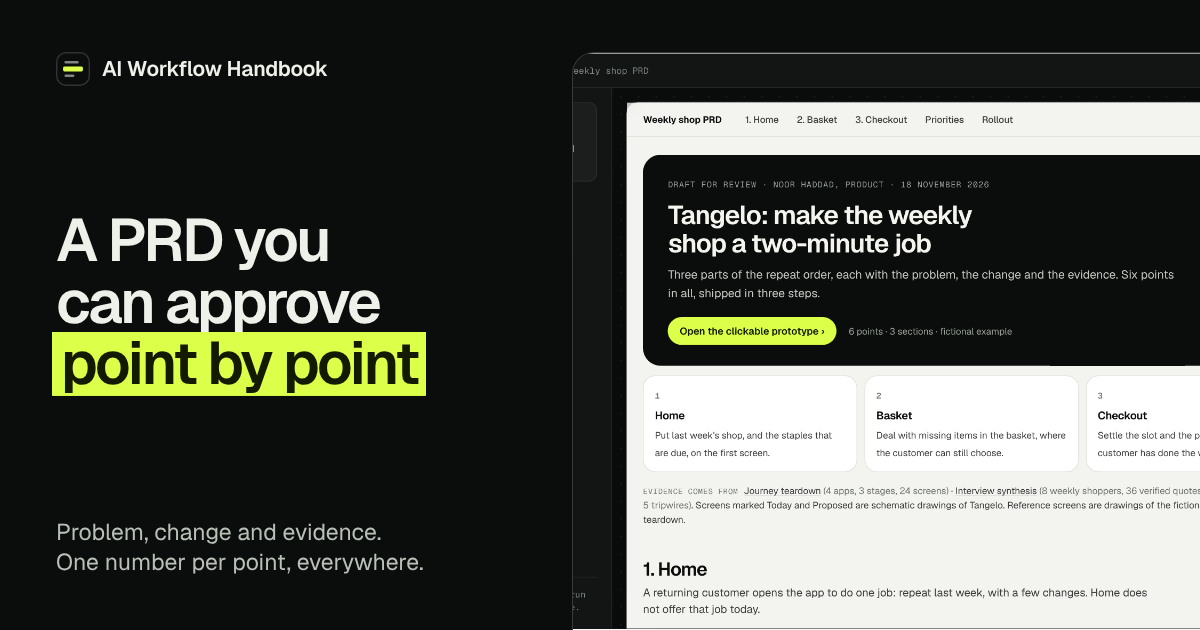 AI Workflow Handbook
A PRD you
can approve
point by point
Problem, change and evidence.
One number per point, everywhere.
shop PRD
Weekly shop PRD
1. Home
2. Basket
3. Checkout
Priorities
Rollout
DRAFT FOR REVIEW · NOOR HADDAD, PRODUCT · 18 NOVEMBER 2026
Tangelo: make the weekly
shop a two-minute job
Three parts of the repeat order, each with the problem, the change and the evidence. Six points
in all, shipped in three steps.
Open the clickable prototype ›
6 points · 3 sections · fictional example
1
Home
Put last week's shop, and the staples that
are due, on the first screen.
2
Basket
Deal with missing items in the basket, where
the customer can still choose.
3
Checkout
Settle the slot and the
customer has done the
EVIDENCE COMES FROM Journey teardown (4 apps, 3 stages, 24 screens) · Interview synthesis (8 weekly shoppers, 36 verified quotes
5 tripwires). Screens marked Today and Proposed are schematic drawings of Tangelo. Reference screens are drawings of the
teardown.
1. Home
A returning customer opens the app to do one job: repeat last week, with a few changes. Home does
not offer that job today.